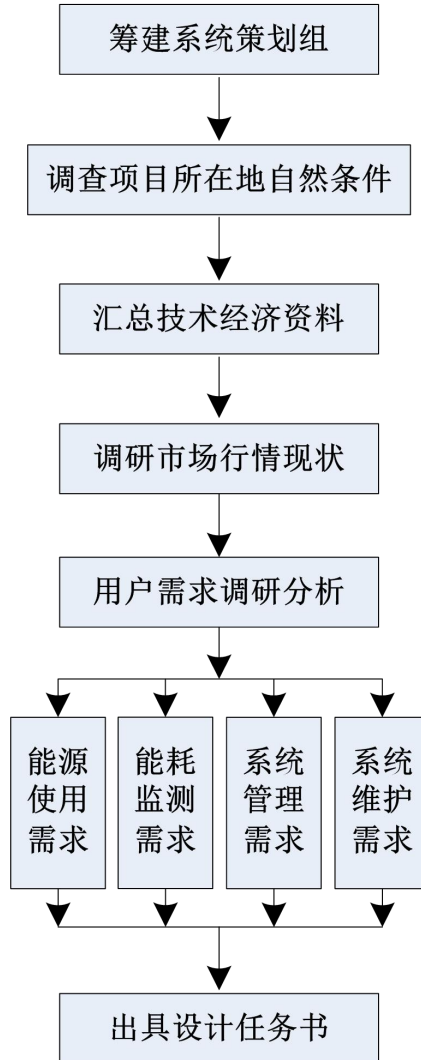 筹建系统策划组
调查项目所在地自然条件
汇总技术经济资料
调研市场行情现状
用户需求调研分析
能源
使用
需求
能耗
监测
需求
系统
管理
需求
系统
维护
需求
出具设计任务书